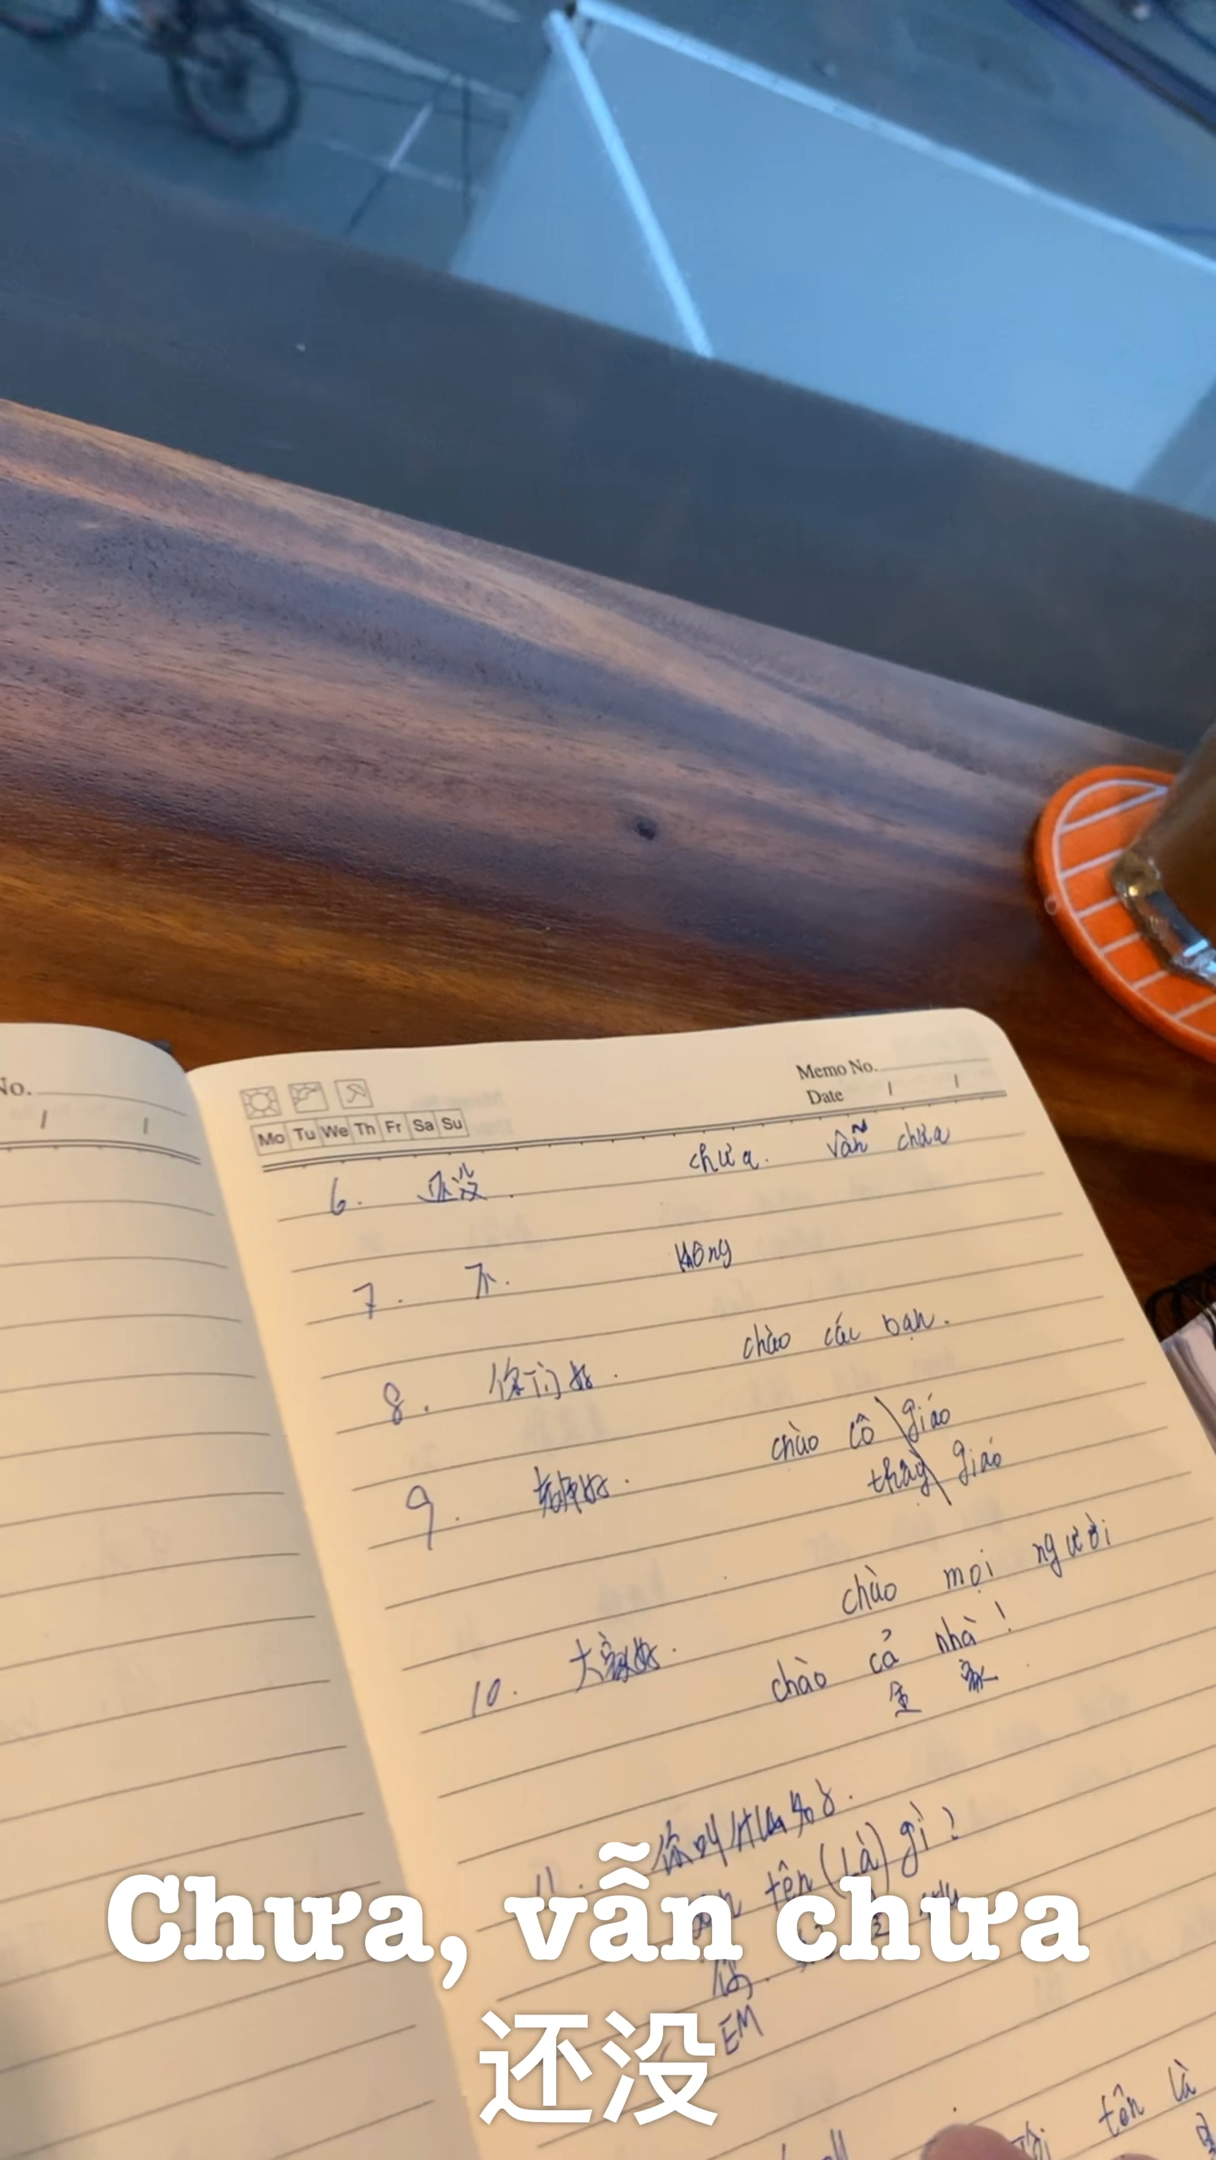 No.
Memo No.
Date
Mo Tu We Th Fr Sa Su
6. 还没. chưa. vẫn chưa
7. 不. không
8. 你们好. chào các bạn.
9. 老师好. chào cô \ giáo
thầy \ giáo
10. 大家好. chào mọi người
chào cả nhà!
全 家
11. 你叫什么名字.
tên (là) gì?
EM
Chưa, vẫn chưa
还没
tên là